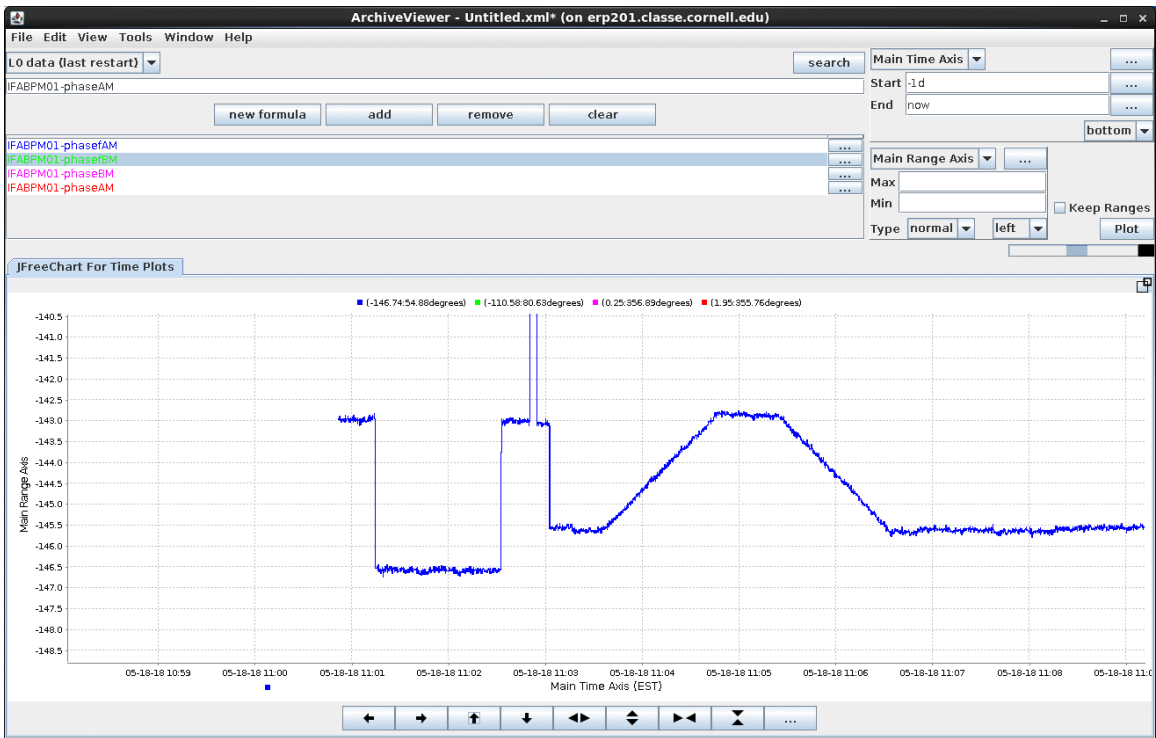 ArchiveViewer - Untitled.xml* (on erp201.classe.cornell.edu)
File Edit View Tools Window Help
L0 data (last restart)
search
IFABPM01-phaseAM
new formula add remove clear
IFABPM01-phasefAM ...
IFABPM01-phasefBM ...
IFABPM01-phaseBM ...
IFABPM01-phaseAM ...
Main Time Axis ...
Start -1d ...
End now ...
bottom
Main Range Axis ...
Max
Min
Keep Ranges
Type normal left Plot
JFreeChart For Time Plots
(-146.74:54.88degrees) (-110.58:80.63degrees) (0.25:356.89degrees) (1.95:355.76degrees)
-140.5
-141.0
-141.5
-142.0
-142.5
-143.0
-143.5
-144.0
-144.5
-145.0
-145.5
-146.0
-146.5
-147.0
-147.5
-148.0
-148.5
Main Range Axis
05-18-18 10:59 05-18-18 11:00 05-18-18 11:01 05-18-18 11:02 05-18-18 11:03 05-18-18 11:04 05-18-18 11:05 05-18-18 11:06 05-18-18 11:07 05-18-18 11:08 05-18-18 11:0
Main Time Axis (EST)
...